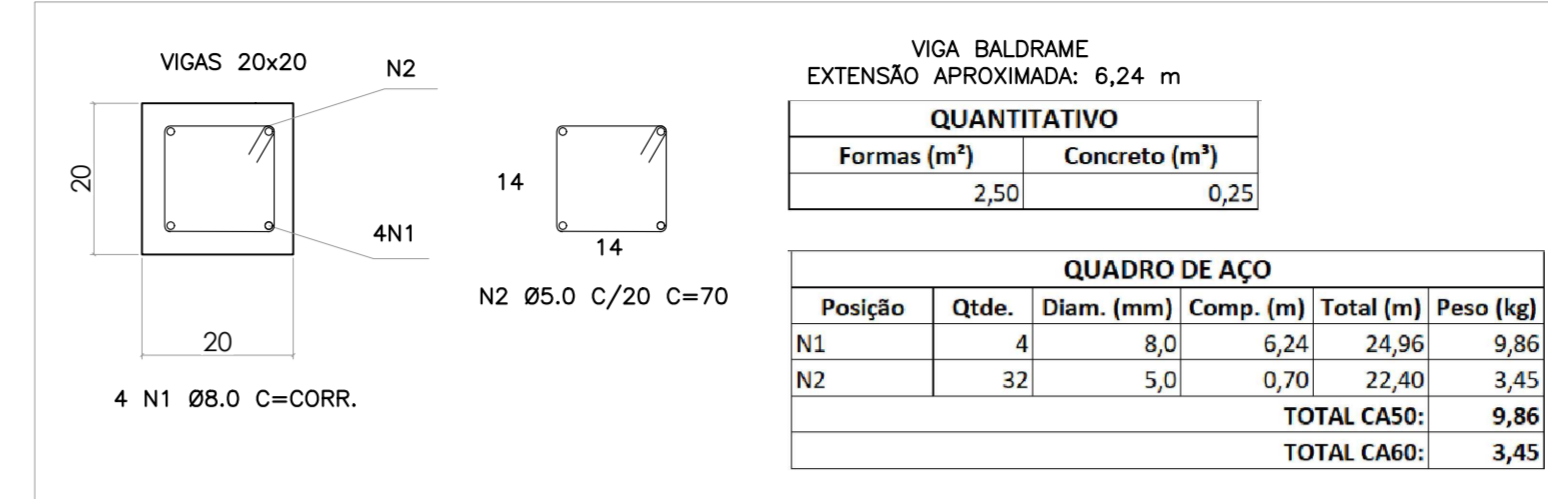 VIGAS 20x20
N2
20
4N1
20
4 N1 Ø8.0 C=CORR.
14
14
N2 Ø5.0 C/20 C=70
VIGA BALDRAME
EXTENSÃO APROXIMADA: 6,24 m
QUANTITATIVO
Formas (m²) Concreto (m³)
2,50 0,25
QUADRO DE AÇO
Posição Qtde. Diam. (mm) Comp. (m) Total (m) Peso (kg)
N1 4 8,0 6,24 24,96 9,86
N2 32 5,0 0,70 22,40 3,45
TOTAL CA50: 9,86
TOTAL CA60: 3,45